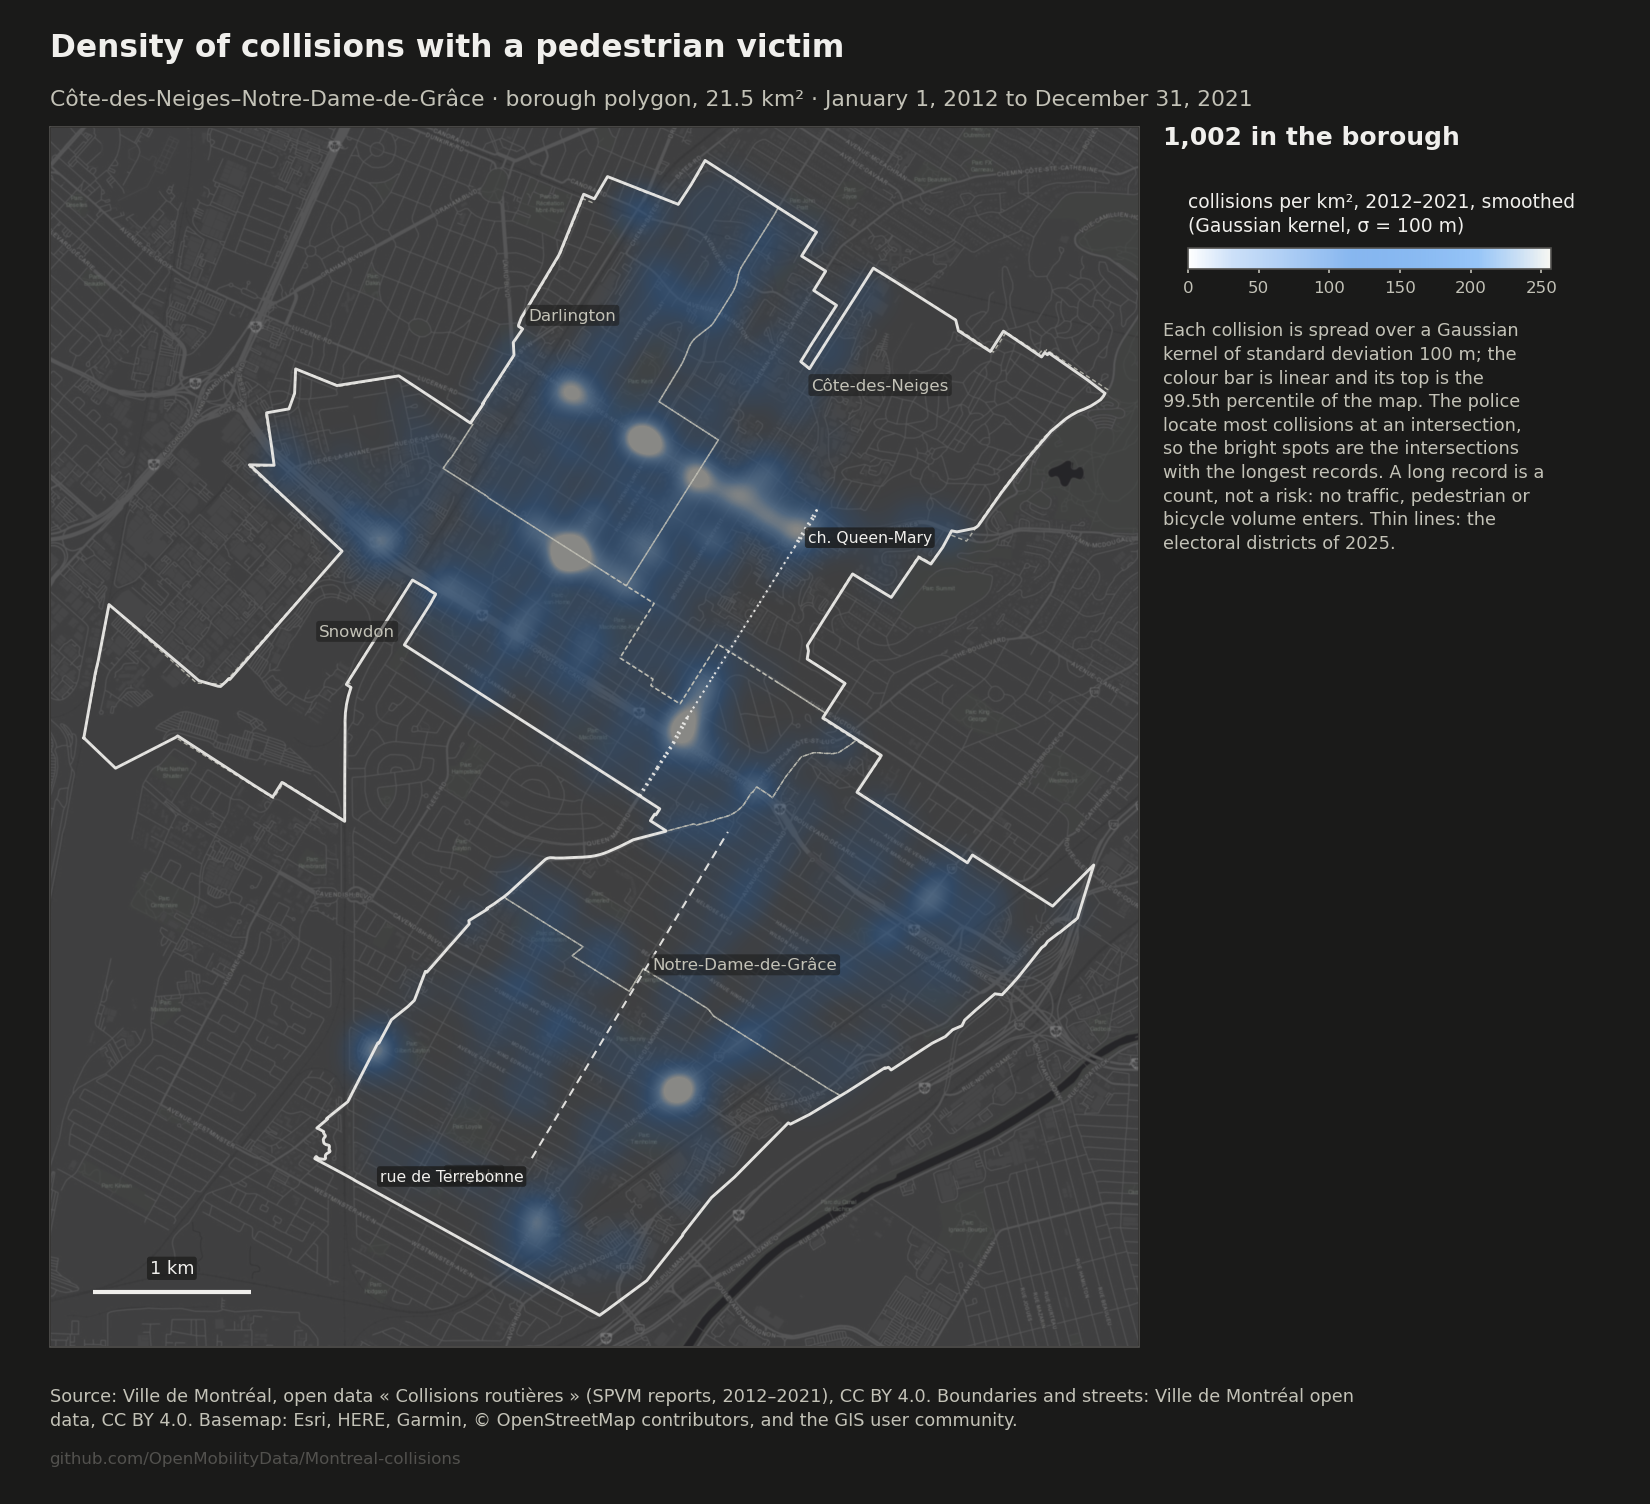 Density of collisions with a pedestrian victim
Côte-des-Neiges–Notre-Dame-de-Grâce · borough polygon, 21.5 km² · January 1, 2012 to December 31, 2021
1,002 in the borough
collisions per km², 2012–2021, smoothed
(Gaussian kernel, σ = 100 m)
0 50 100 150 200 250
Each collision is spread over a Gaussian
kernel of standard deviation 100 m; the
colour bar is linear and its top is the
99.5th percentile of the map. The police
locate most collisions at an intersection,
so the bright spots are the intersections
with the longest records. A long record is a
count, not a risk: no traffic, pedestrian or
bicycle volume enters. Thin lines: the
electoral districts of 2025.
Darlington
Côte-des-Neiges
ch. Queen-Mary
Snowdon
Notre-Dame-de-Grâce
rue de Terrebonne
1 km
Source: Ville de Montréal, open data « Collisions routières » (SPVM reports, 2012–2021), CC BY 4.0. Boundaries and streets: Ville de Montréal open
data, CC BY 4.0. Basemap: Esri, HERE, Garmin, © OpenStreetMap contributors, and the GIS user community.
github.com/OpenMobilityData/Montreal-collisions